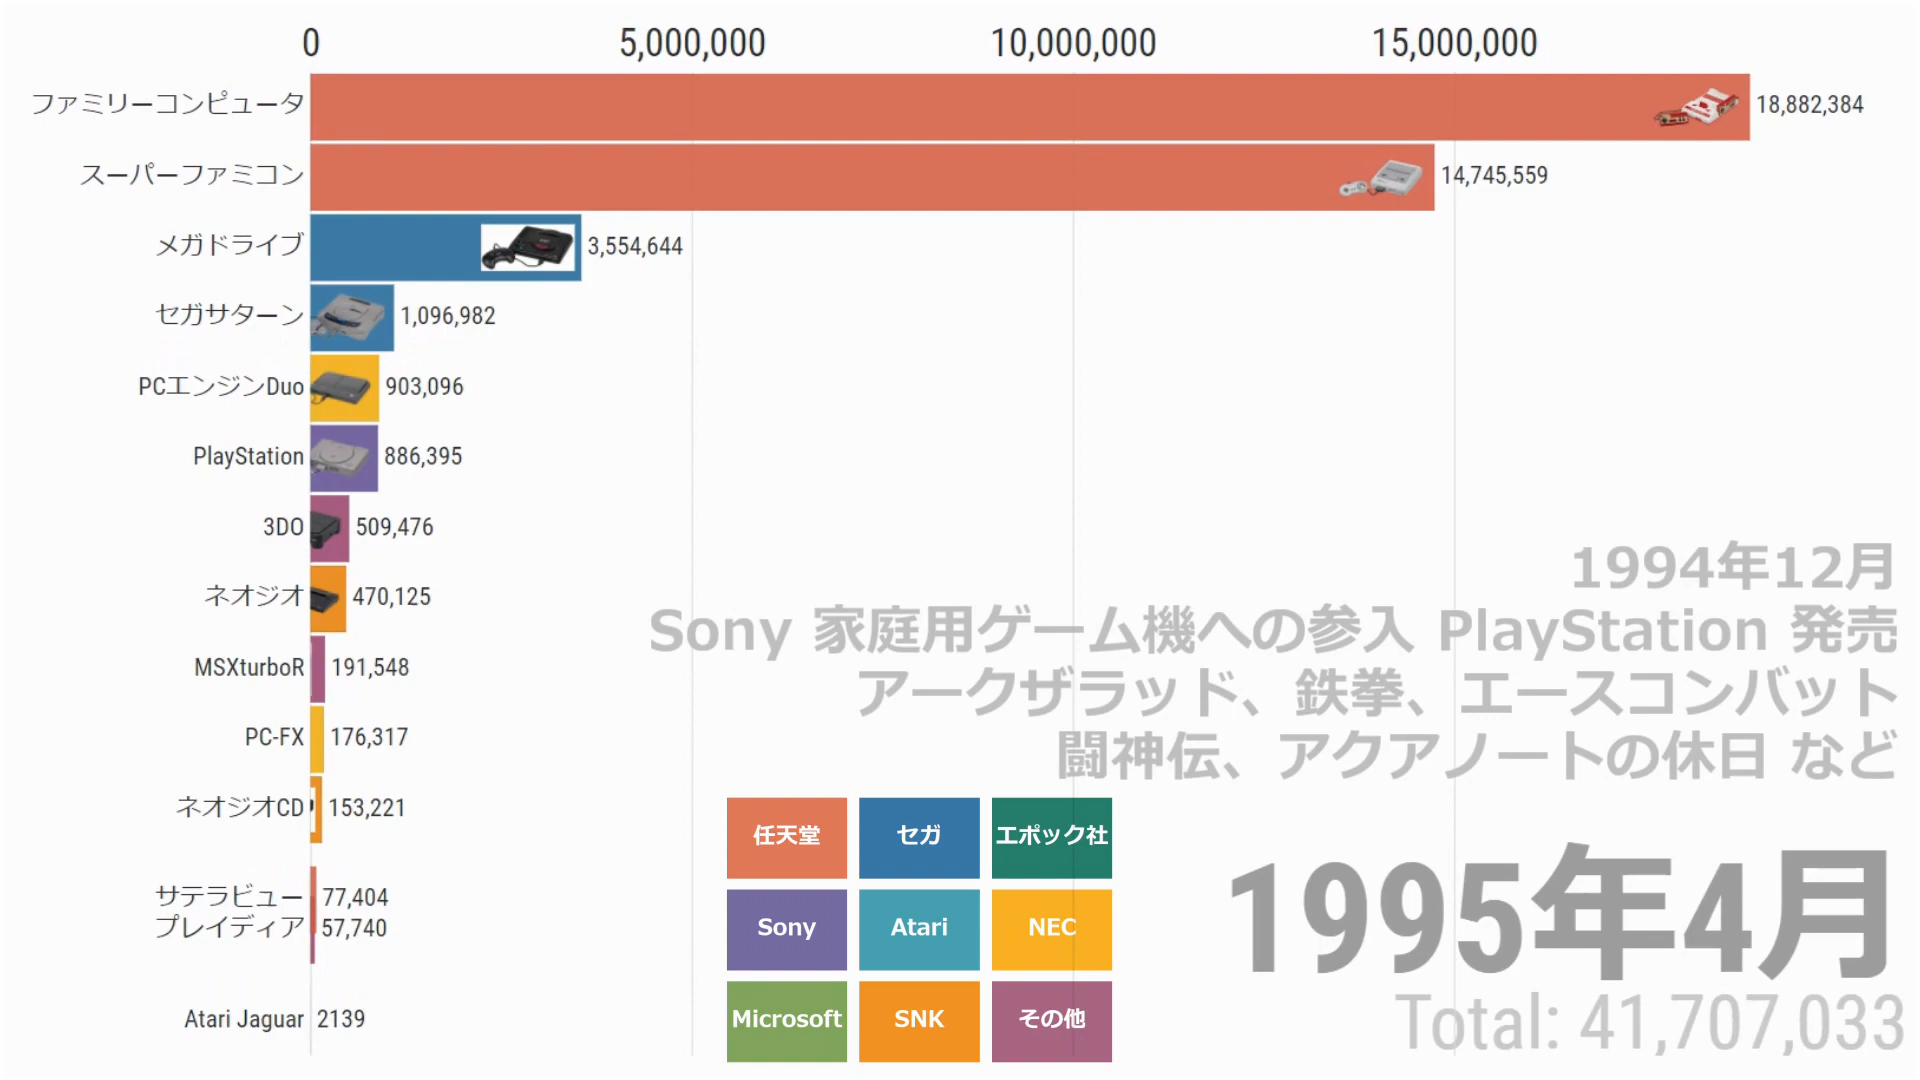 0 5,000,000 10,000,000 15,000,000
ファミリーコンピュータ 18,882,384
スーパーファミコン 14,745,559
メガドライブ 3,554,644
セガサターン 1,096,982
PCエンジンDuo 903,096
PlayStation 886,395
3DO 509,476
ネオジオ 470,125
MSXturboR 191,548
PC-FX 176,317
ネオジオCD 153,221
サテラビュー 77,404
プレイディア 57,740
Atari Jaguar 2139
1994年12月
Sony 家庭用ゲーム機への参入 PlayStation 発売
アークザラッド、鉄拳、エースコンバット
闘神伝、アクアノートの休日 など
任天堂 セガ エポック社
Sony Atari NEC
Microsoft SNK その他
1995年4月
Total: 41,707,033